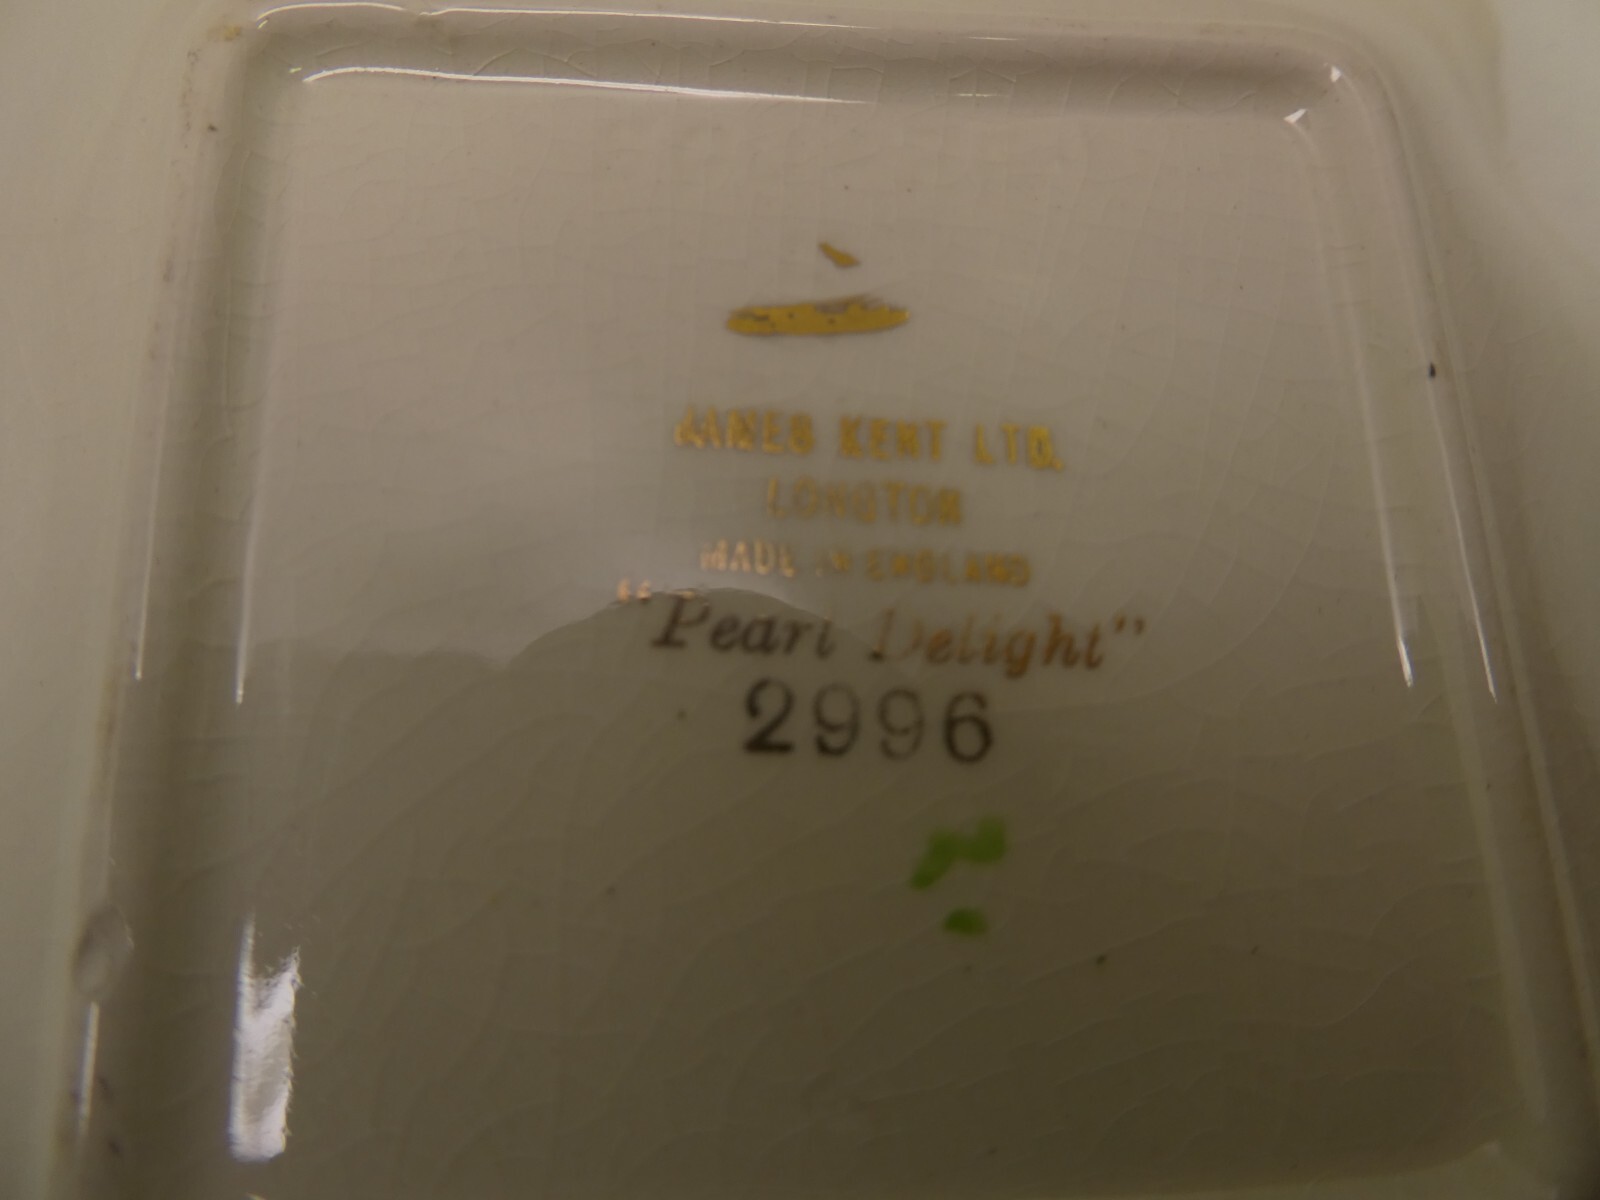 JAMES KENT LTD.
LONGTON
MADE IN ENGLAND
"Pearl Delight"
2996